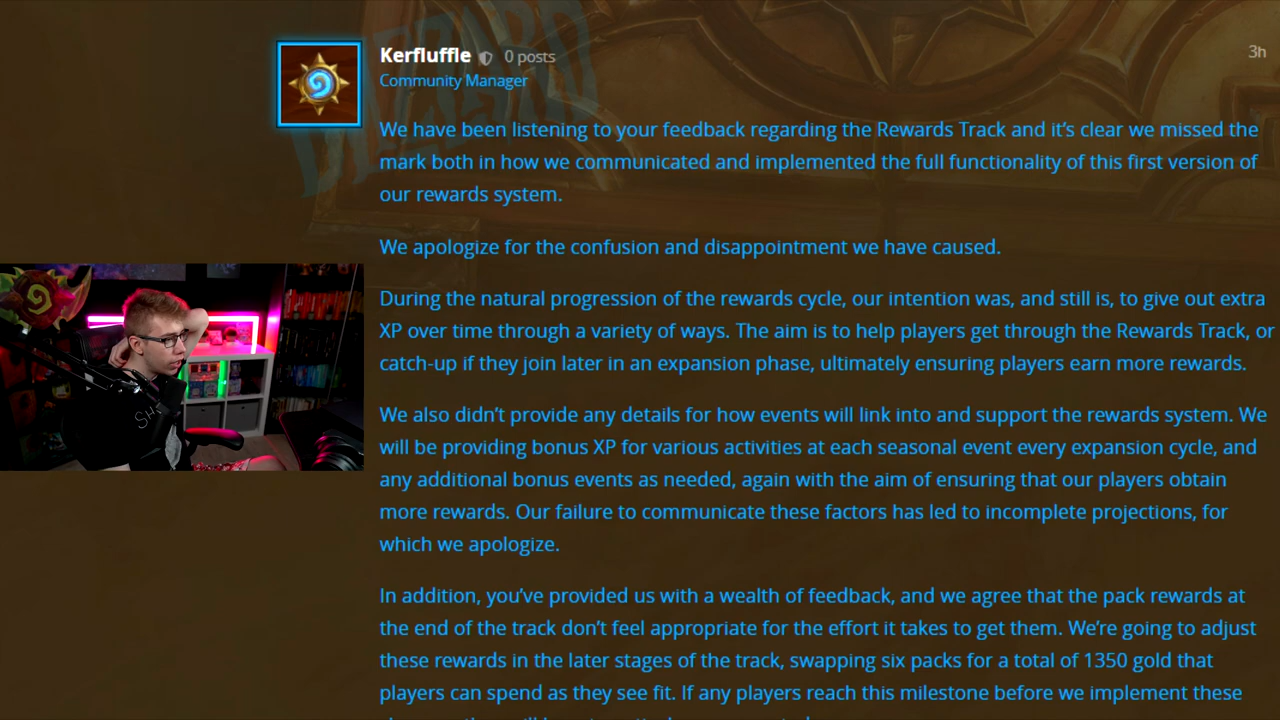 Kerfluffle 0 posts
3h
Community Manager
We have been listening to your feedback regarding the Rewards Track and it's clear we missed the
mark both in how we communicated and implemented the full functionality of this first version of
our rewards system.
We apologize for the confusion and disappointment we have caused.
During the natural progression of the rewards cycle, our intention was, and still is, to give out extra
XP over time through a variety of ways. The aim is to help players get through the Rewards Track, or
catch-up if they join later in an expansion phase, ultimately ensuring players earn more rewards.
We also didn't provide any details for how events will link into and support the rewards system. We
will be providing bonus XP for various activities at each seasonal event every expansion cycle, and
any additional bonus events as needed, again with the aim of ensuring that our players obtain
more rewards. Our failure to communicate these factors has led to incomplete projections, for
which we apologize.
In addition, you've provided us with a wealth of feedback, and we agree that the pack rewards at
the end of the track don't feel appropriate for the effort it takes to get them. We're going to adjust
these rewards in the later stages of the track, swapping six packs for a total of 1350 gold that
players can spend as they see fit. If any players reach this milestone before we implement these